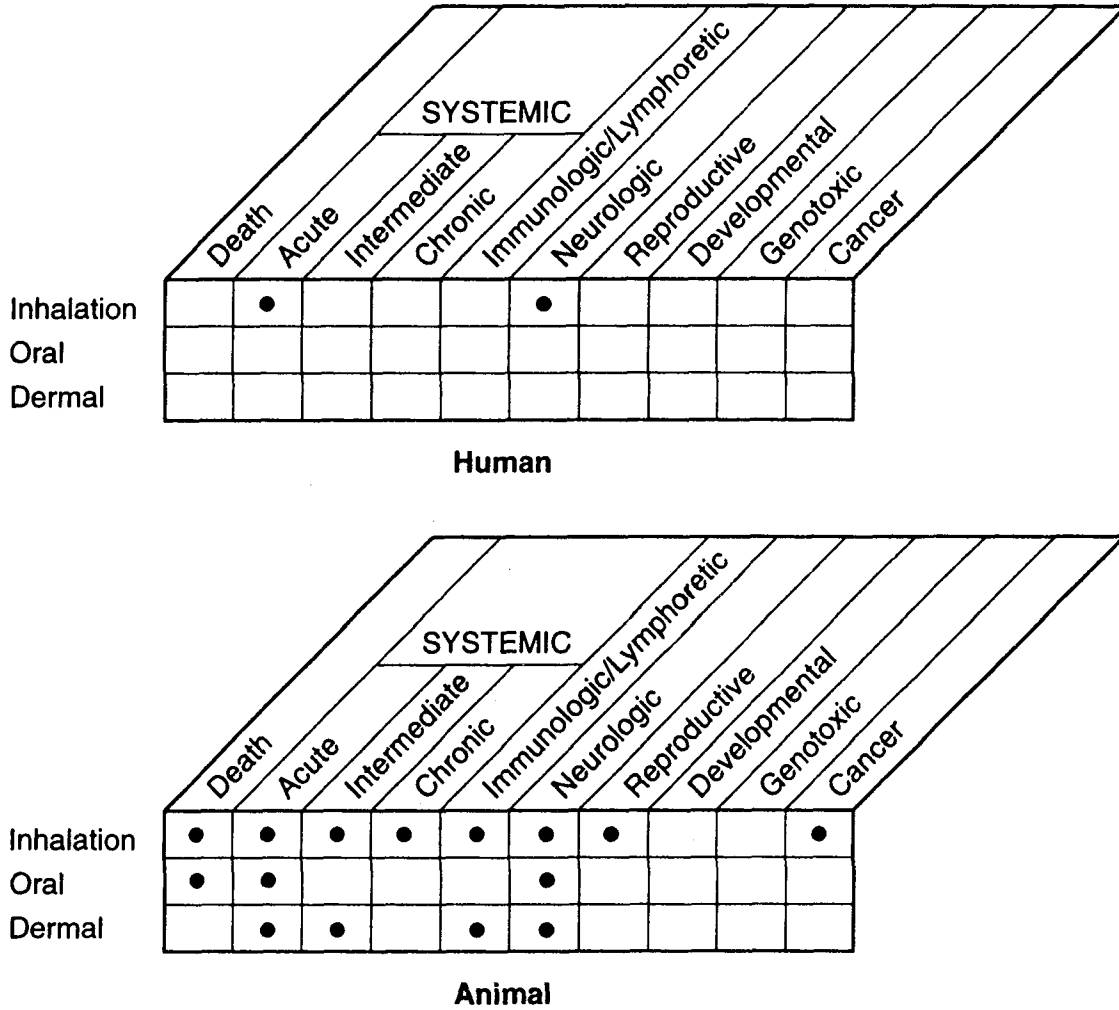 SYSTEMIC
Death
Acute
Intermediate
Chronic
Immunologic/Lymphoretic
Neurologic
Reproductive
Developmental
Genotoxic
Cancer
Inhalation
Oral
Dermal
Human
SYSTEMIC
Death
Acute
Intermediate
Chronic
Immunologic/Lymphoretic
Neurologic
Reproductive
Developmental
Genotoxic
Cancer
Inhalation
Oral
Dermal
Animal